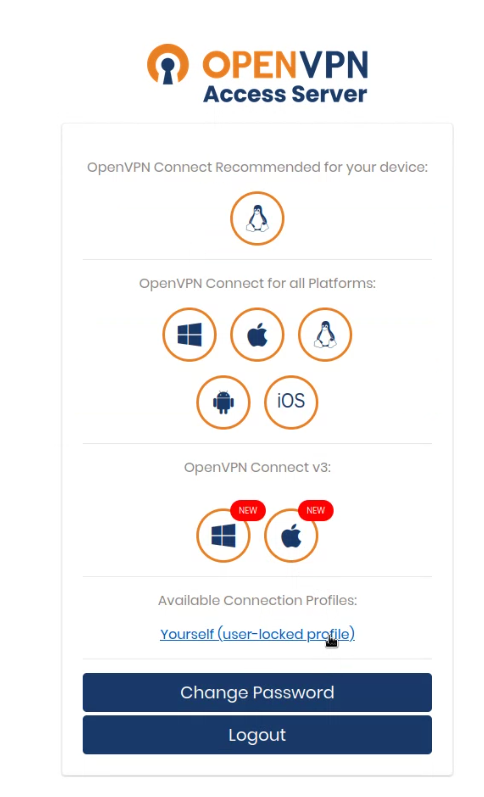 OPENVPN
Access Server
OpenVPN Connect Recommended for your device:
OpenVPN Connect for all Platforms:
iOS
OpenVPN Connect v3:
NEW NEW
Available Connection Profiles:
Yourself (user-locked profile)
Change Password
Logout